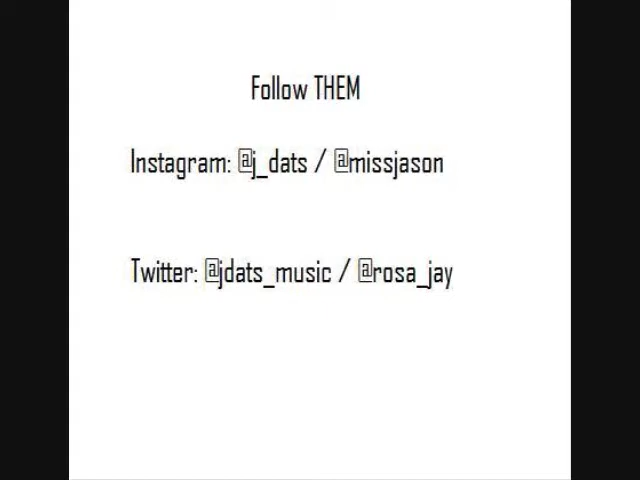 Follow THEM
Instagram: @j_dats / @missjason
Twitter: @jdats_music / @rosa_jay